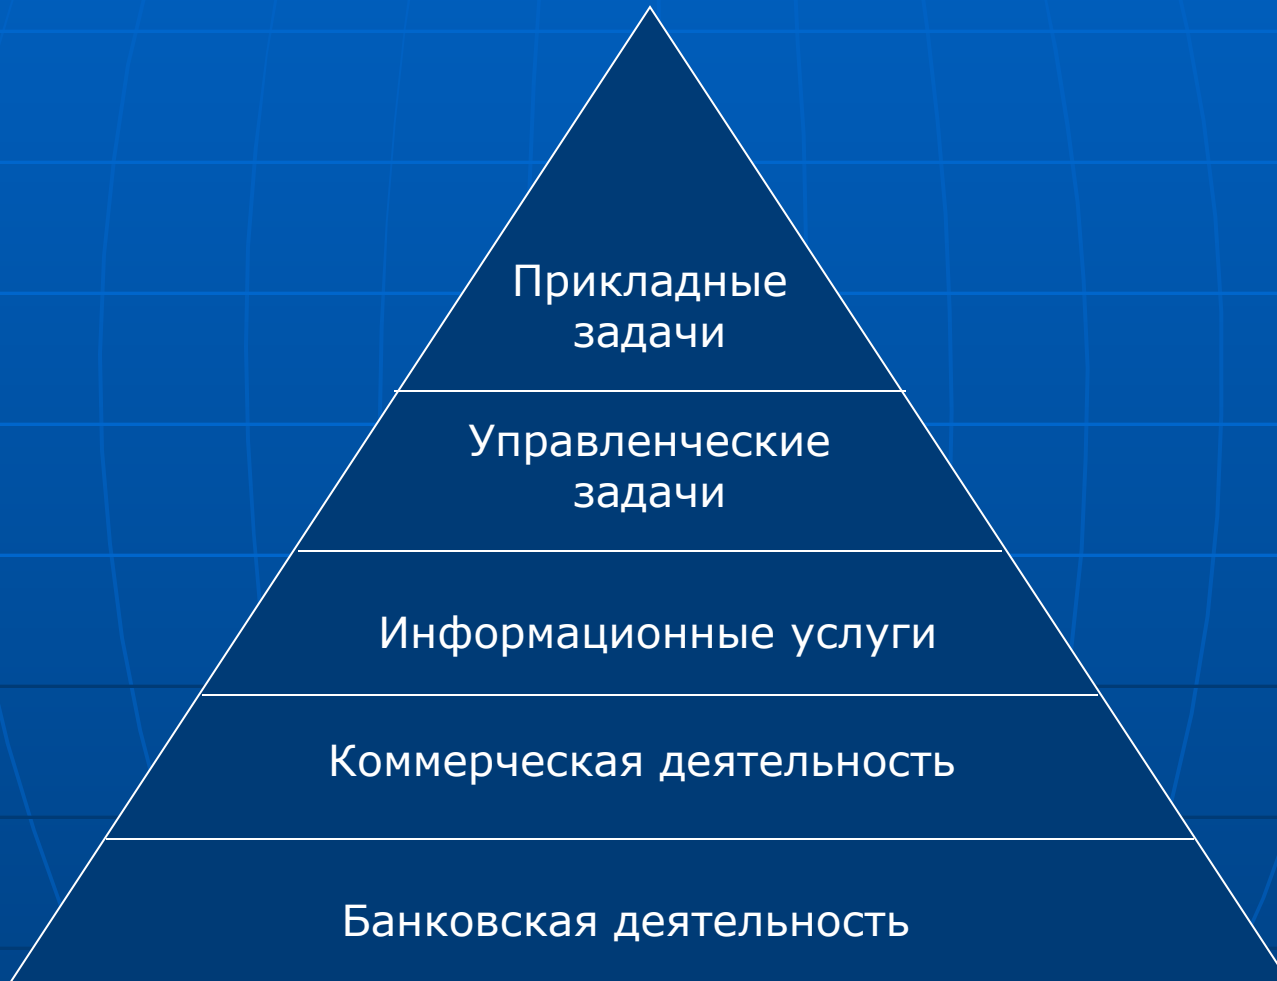 Прикладные
задачи
Управленческие
задачи
Информационные услуги
Коммерческая деятельность
Банковская деятельность